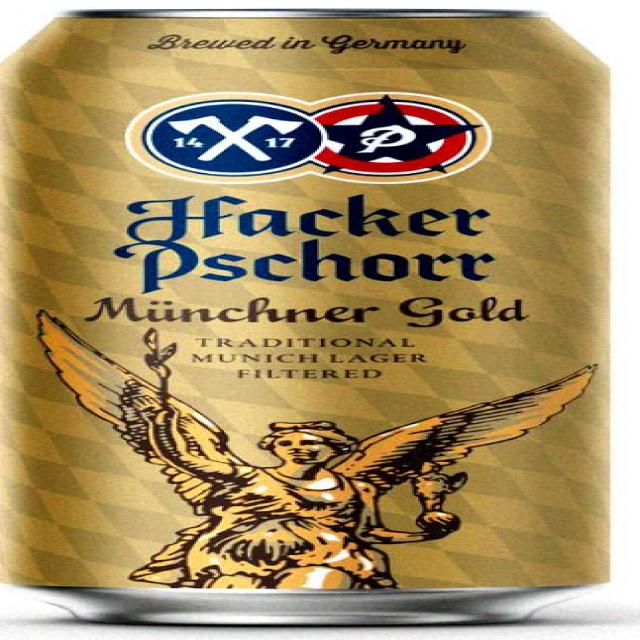 Brewed in Germany
14 17 P
Hacker
Pschorr
Münchner Gold
TRADITIONAL
MUNICH LAGER
FILTERED